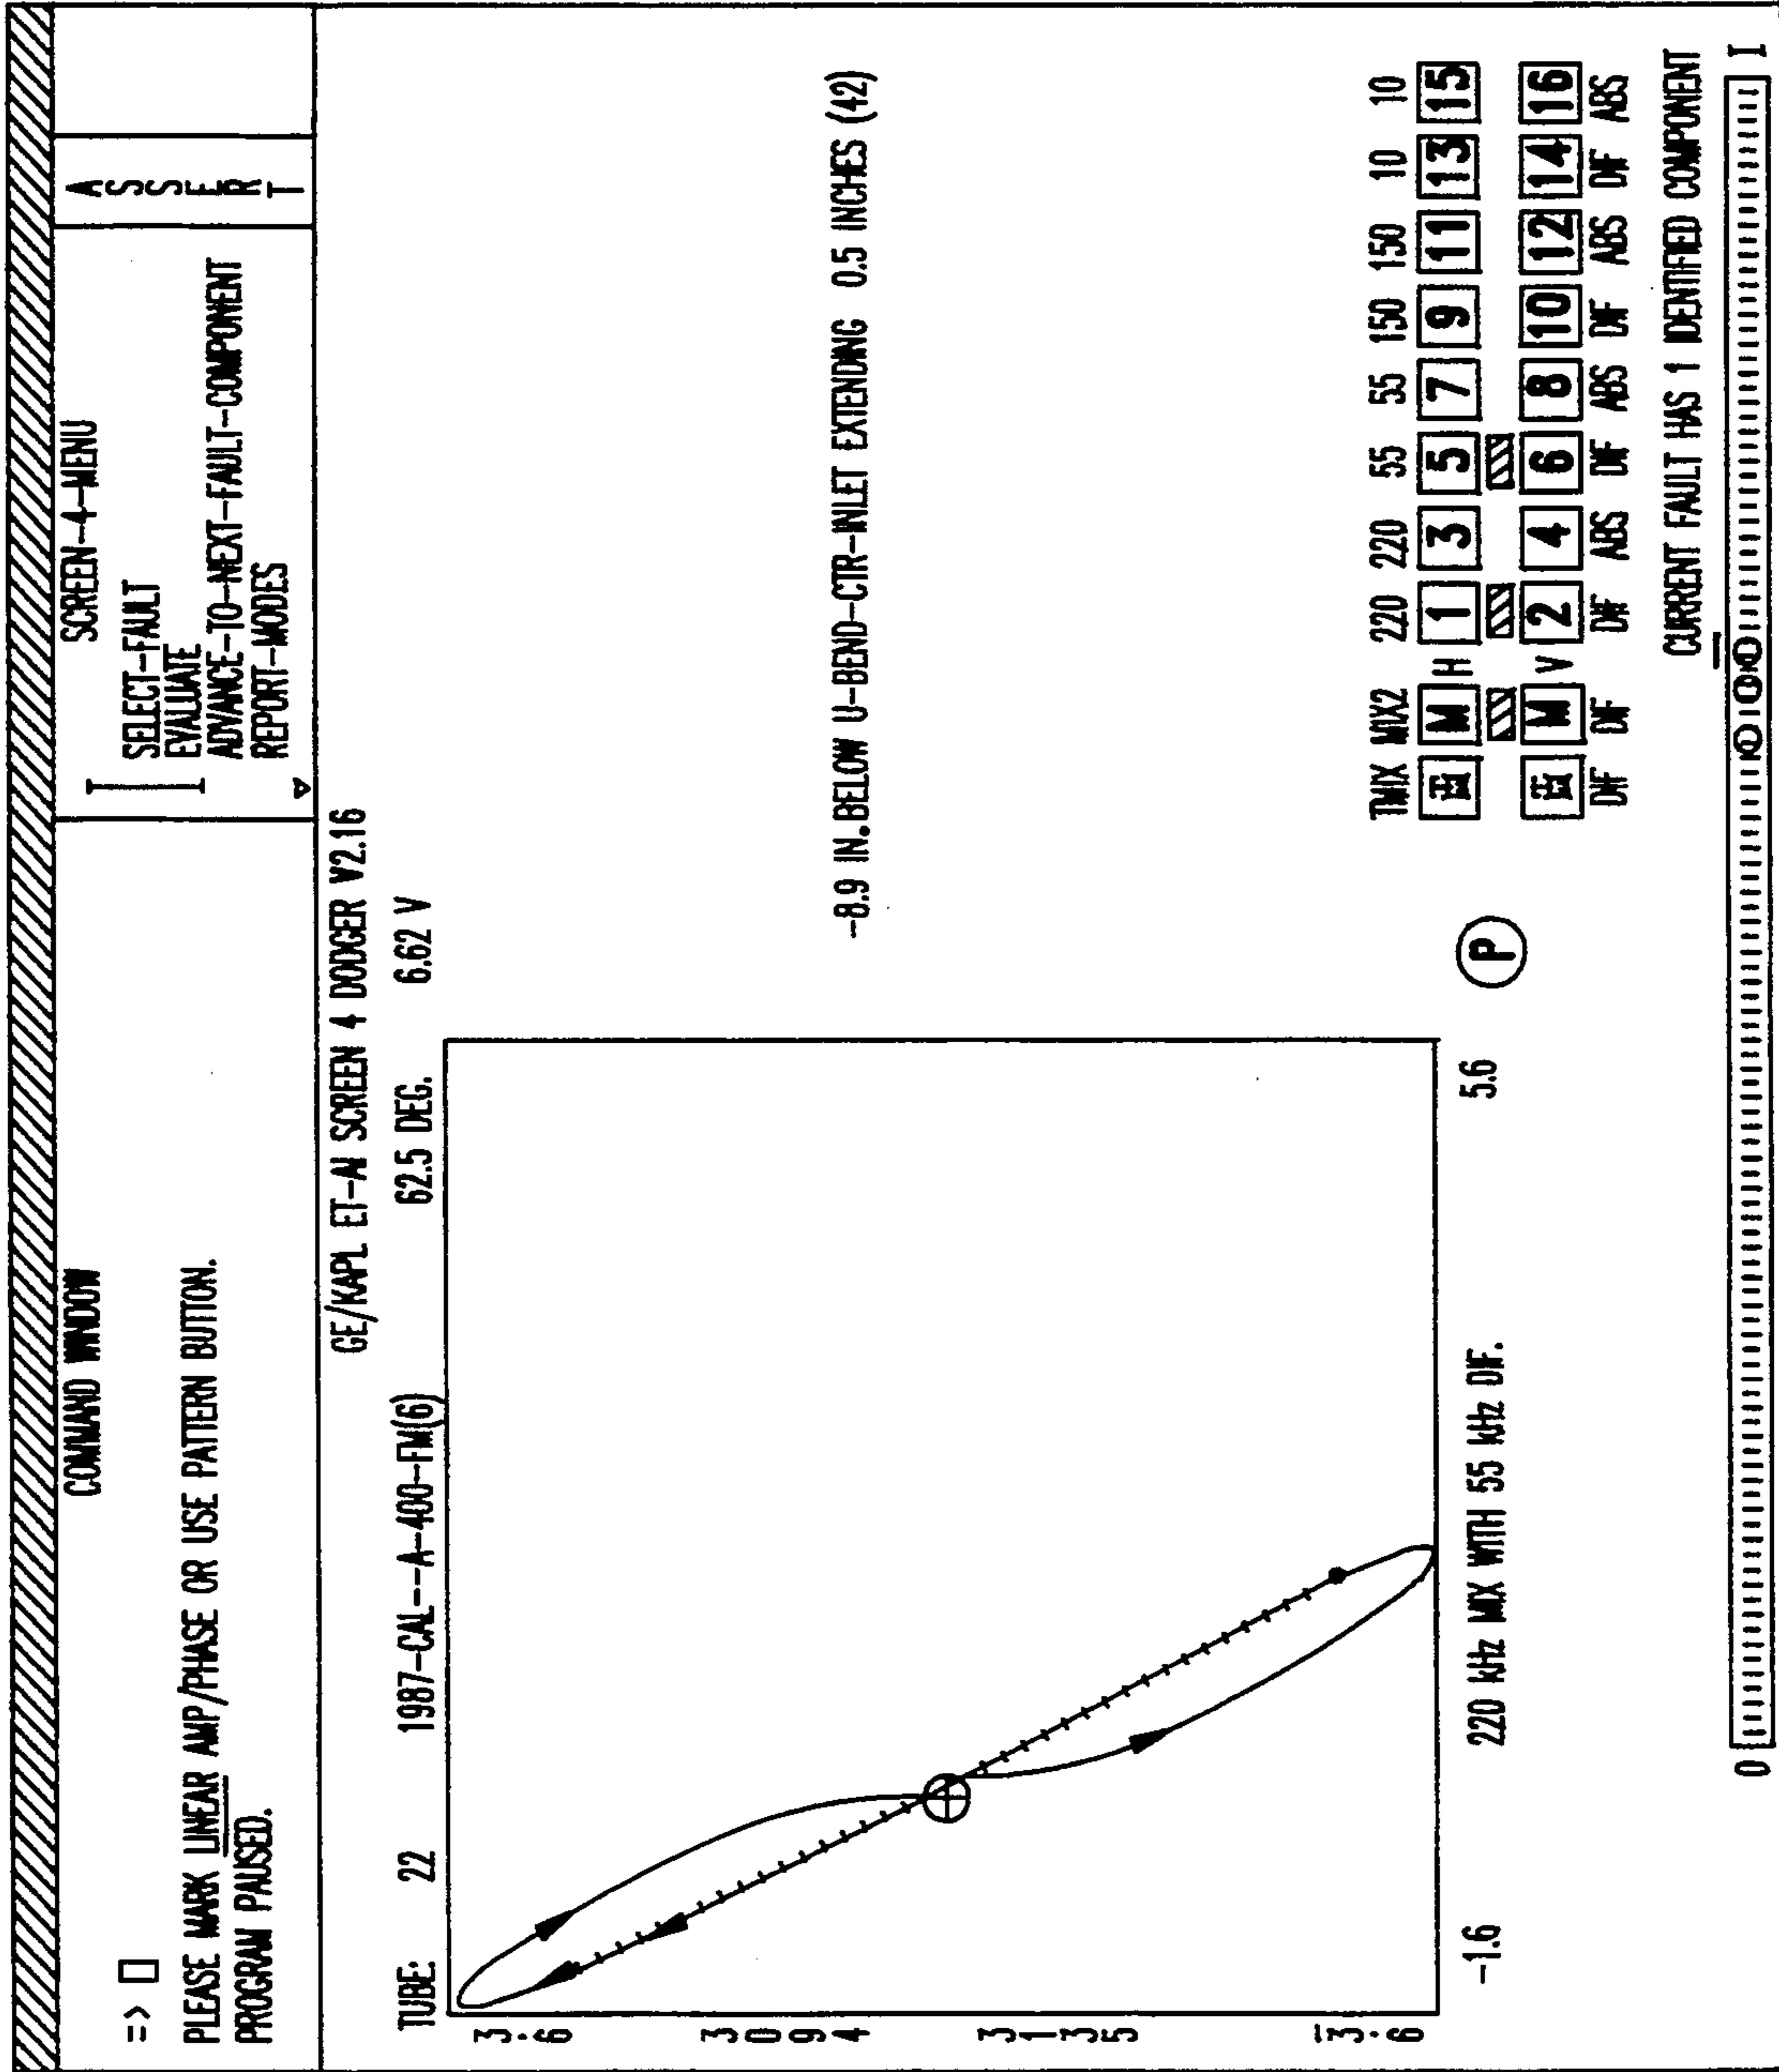 COMMAND WINDOW
=> 
PLEASE MARK LINEAR AMP/PHASE OR USE PATTERN BUTTON.
PROGRAM PAUSED.
SCREEN-4-MENU
SELECT-FAULT
EVALUATE
ADVANCE-TO-NEXT-FAULT-COMPONENT
REPORT-MODES
ASSERT
GE/KAPL ET-AI SCREEN 4 DODGER V2.16
TUBE: 22 1987-CAL--A-400-FM(6) 62.5 DEG. 6.62 V
3.6
3094
3135
-3.6
-1.6 5.6
220 kHz MIX WITH 55 kHz DIF.
-8.9 IN.BELOW U-BEND-CTR-INLET EXTENDING 0.5 INCHES (42)
P
TMIX MIX2 220 220 55 55 150 150 10 10
M H 1 3 5 7 9 11 13 15
M V 2 4 6 8 10 12 14 16
DIF DIF DIF ABS DIF ABS DIF ABS DIF ABS
CURRENT FAULT HAS 1 IDENTIFIED COMPONENT
0 I